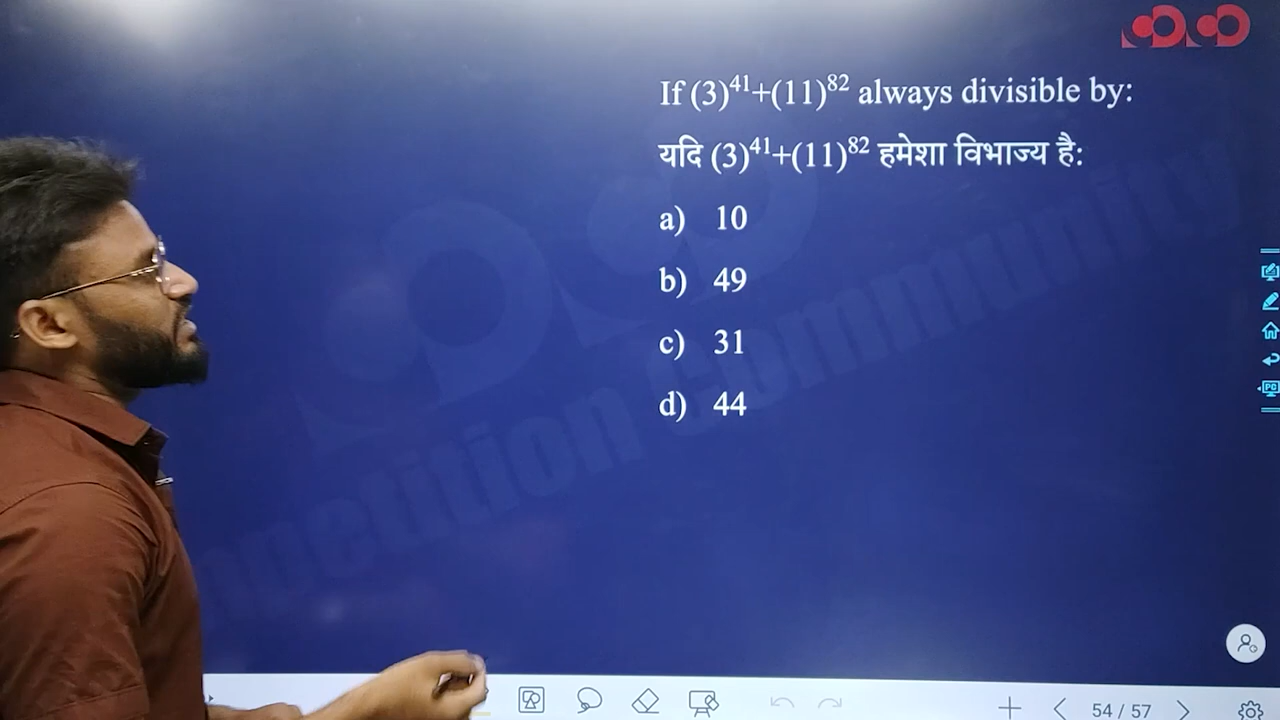 If (3)⁴¹+(11)⁸² always divisible by:
यदि (3)⁴¹+(11)⁸² हमेशा विभाज्य है:
a) 10
b) 49
c) 31
d) 44
PC
54 / 57